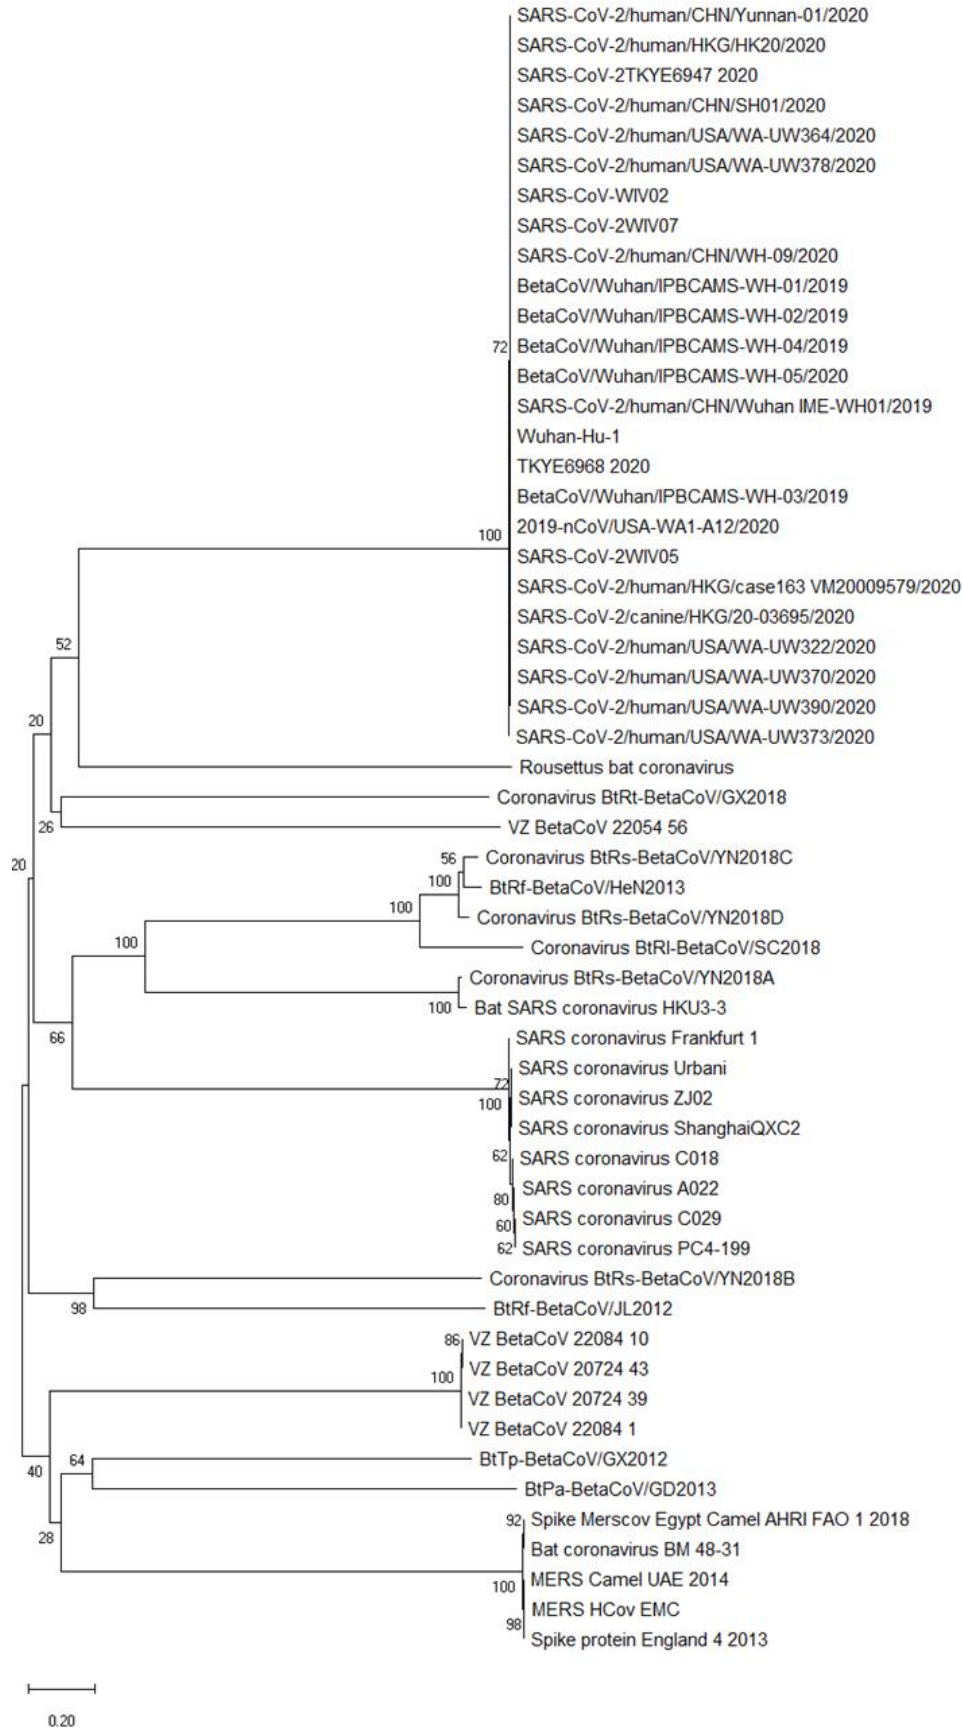 SARS-CoV-2/human/CHN/Yunnan-01/2020
SARS-CoV-2/human/HKG/HK20/2020
SARS-CoV-2TKYE6947 2020
SARS-CoV-2/human/CHN/SH01/2020
SARS-CoV-2/human/USA/WA-UW364/2020
SARS-CoV-2/human/USA/WA-UW378/2020
SARS-CoV-WIV02
SARS-CoV-2WIV07
SARS-CoV-2/human/CHN/WH-09/2020
BetaCoV/Wuhan/IPBCAMS-WH-01/2019
BetaCoV/Wuhan/IPBCAMS-WH-02/2019
72 BetaCoV/Wuhan/IPBCAMS-WH-04/2019
BetaCoV/Wuhan/IPBCAMS-WH-05/2020
SARS-CoV-2/human/CHN/Wuhan IME-WH01/2019
Wuhan-Hu-1
TKYE6968 2020
BetaCoV/Wuhan/IPBCAMS-WH-03/2019
2019-nCoV/USA-WA1-A12/2020
100
SARS-CoV-2WIV05
SARS-CoV-2/human/HKG/case163 VM20009579/2020
SARS-CoV-2/canine/HKG/20-03695/2020
52
SARS-CoV-2/human/USA/WA-UW322/2020
SARS-CoV-2/human/USA/WA-UW370/2020
SARS-CoV-2/human/USA/WA-UW390/2020
20
SARS-CoV-2/human/USA/WA-UW373/2020
Rousettus bat coronavirus
Coronavirus BtRt-BetaCoV/GX2018
26
VZ BetaCoV 22054 56
56 Coronavirus BtRs-BetaCoV/YN2018C
20
100
BtRf-BetaCoV/HeN2013
100
Coronavirus BtRs-BetaCoV/YN2018D
100
Coronavirus BtRl-BetaCoV/SC2018
Coronavirus BtRs-BetaCoV/YN2018A
100 Bat SARS coronavirus HKU3-3
66
SARS coronavirus Frankfurt 1
SARS coronavirus Urbani
72
SARS coronavirus ZJ02
100
SARS coronavirus ShanghaiQXC2
62 SARS coronavirus C018
SARS coronavirus A022
80
SARS coronavirus C029
60
62 SARS coronavirus PC4-199
Coronavirus BtRs-BetaCoV/YN2018B
98 BtRf-BetaCoV/JL2012
86 VZ BetaCoV 22084 10
VZ BetaCoV 20724 43
100
VZ BetaCoV 20724 39
VZ BetaCoV 22084 1
64 BtTp-BetaCoV/GX2012
40
BtPa-BetaCoV/GD2013
92 Spike Merscov Egypt Camel AHRI FAO 1 2018
28
Bat coronavirus BM 48-31
100 MERS Camel UAE 2014
MERS HCov EMC
98
Spike protein England 4 2013
0.20